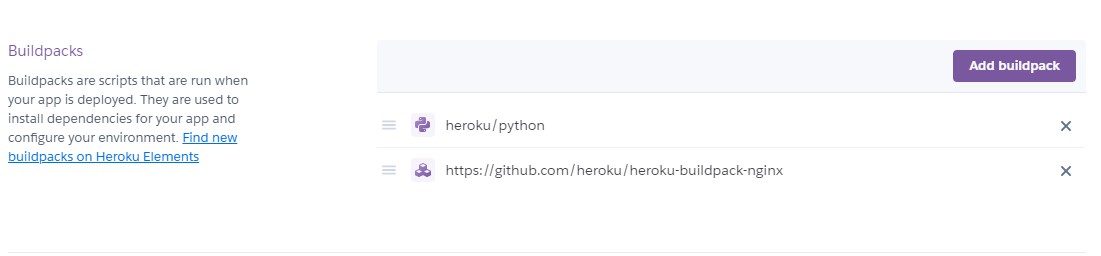 Buildpacks
Buildpacks are scripts that are run when
your app is deployed. They are used to
install dependencies for your app and
configure your environment. Find new
buildpacks on Heroku Elements
Add buildpack
heroku/python
https://github.com/heroku/heroku-buildpack-nginx